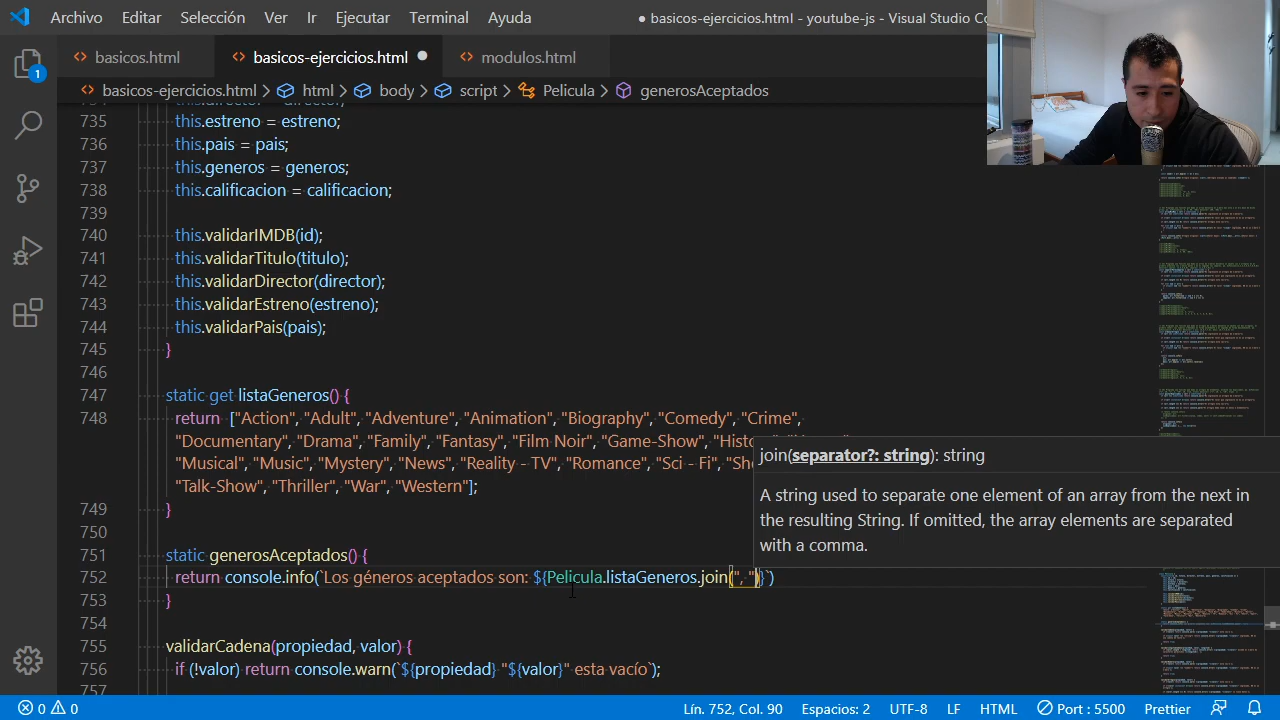 Archivo Editar Selección Ver Ir Ejecutar Terminal Ayuda ● basicos-ejercicios.html - youtube-js - Visual Studio Co
basicos.html basicos-ejercicios.html modulos.html
basicos-ejercicios.html > html > body > script > Pelicula > generosAceptados
1
735 this.estreno = estreno;
736 this.pais = pais;
737 this.generos = generos;
738 this.calificacion = calificacion;
739
740 this.validarIMDB(id);
741 this.validarTitulo(titulo);
742 this.validarDirector(director);
743 this.validarEstreno(estreno);
744 this.validarPais(pais);
745 }
746
747 static get listaGeneros() {
748 return ["Action", "Adult", "Adventure", "Animation", "Biography", "Comedy", "Crime",
"Documentary", "Drama", "Family", "Fantasy", "Film Noir", "Game-Show",
"Musical", "Music", "Mystery", "News", "Reality - TV", "Romance", "Sci - Fi",
"Talk-Show", "Thriller", "War", "Western"];
749 }
750
751 static generosAceptados() {
752 return console.info(`Los géneros aceptados son: ${Pelicula.listaGeneros.join(", ")}`)
753 }
754
755 validarCadena(propiedad, valor) {
756 if (!valor) return console.warn(`${propiedad} "${valor}" esta vacío`);
757
join(separator?: string): string
A string used to separate one element of an array from the next in
the resulting String. If omitted, the array elements are separated
with a comma.
0 0 Lín. 752, Col. 90 Espacios: 2 UTF-8 LF HTML Port : 5500 Prettier